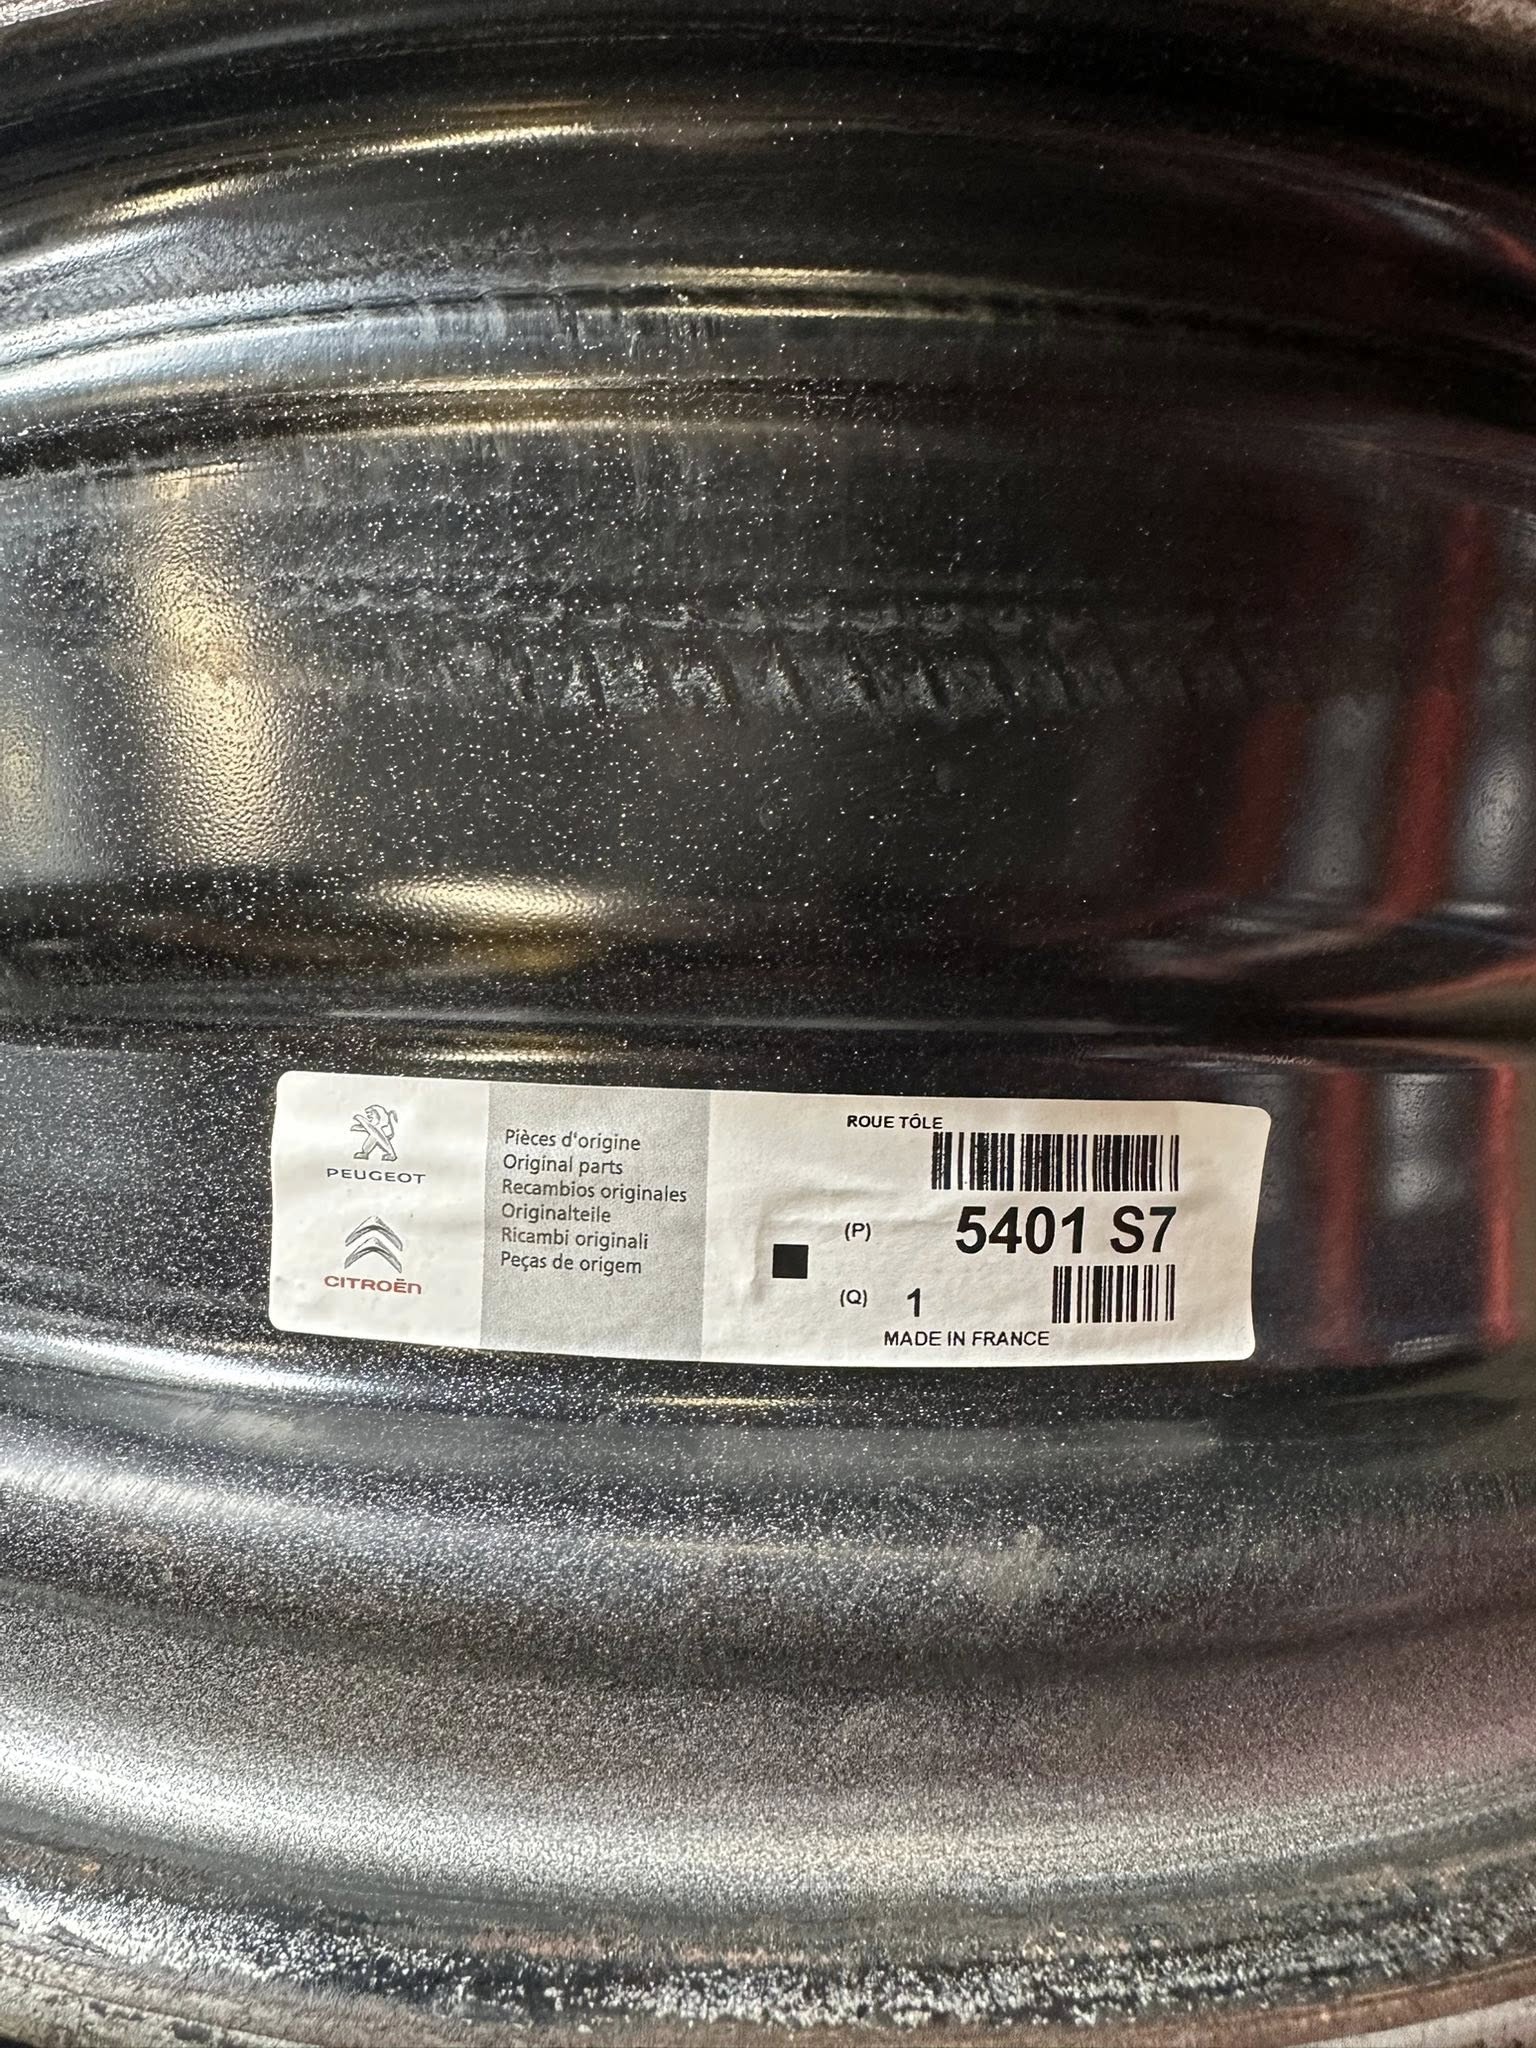 PEUGEOT
CITROËN
Pièces d'origine
Original parts
Recambios originales
Originalteile
Ricambi originali
Peças de origem
ROUE TÔLE
(P) 5401 S7
(Q) 1
MADE IN FRANCE